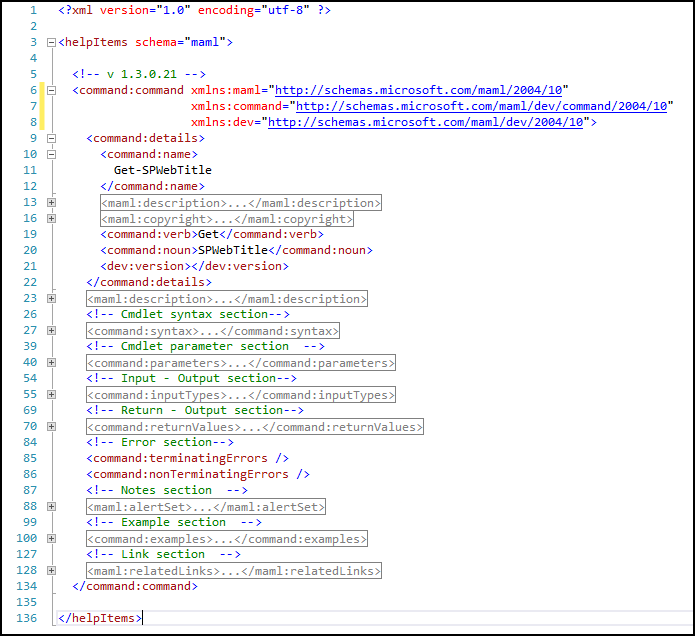 1 <?xml version="1.0" encoding="utf-8" ?>
2
3 <helpItems schema="maml">
4
5 <!-- v 1.3.0.21 -->
6 <command:command xmlns:maml="http://schemas.microsoft.com/maml/2004/10"
7 xmlns:command="http://schemas.microsoft.com/maml/dev/command/2004/10"
8 xmlns:dev="http://schemas.microsoft.com/maml/dev/2004/10">
9 <command:details>
10 <command:name>
11 Get-SPWebTitle
12 </command:name>
13 <maml:description>...</maml:description>
16 <maml:copyright>...</maml:copyright>
19 <command:verb>Get</command:verb>
20 <command:noun>SPWebTitle</command:noun>
21 <dev:version></dev:version>
22 </command:details>
23 <maml:description>...</maml:description>
26 <!-- Cmdlet syntax section-->
27 <command:syntax>...</command:syntax>
39 <!-- Cmdlet parameter section  -->
40 <command:parameters>...</command:parameters>
54 <!-- Input - Output section-->
55 <command:inputTypes>...</command:inputTypes>
69 <!-- Return - Output section-->
70 <command:returnValues>...</command:returnValues>
84 <!-- Error section-->
85 <command:terminatingErrors />
86 <command:nonTerminatingErrors />
87 <!-- Notes section  -->
88 <maml:alertSet>...</maml:alertSet>
99 <!-- Example section  -->
100 <command:examples>...</command:examples>
127 <!-- Link section  -->
128 <maml:relatedLinks>...</maml:relatedLinks>
134 </command:command>
135
136 </helpItems>